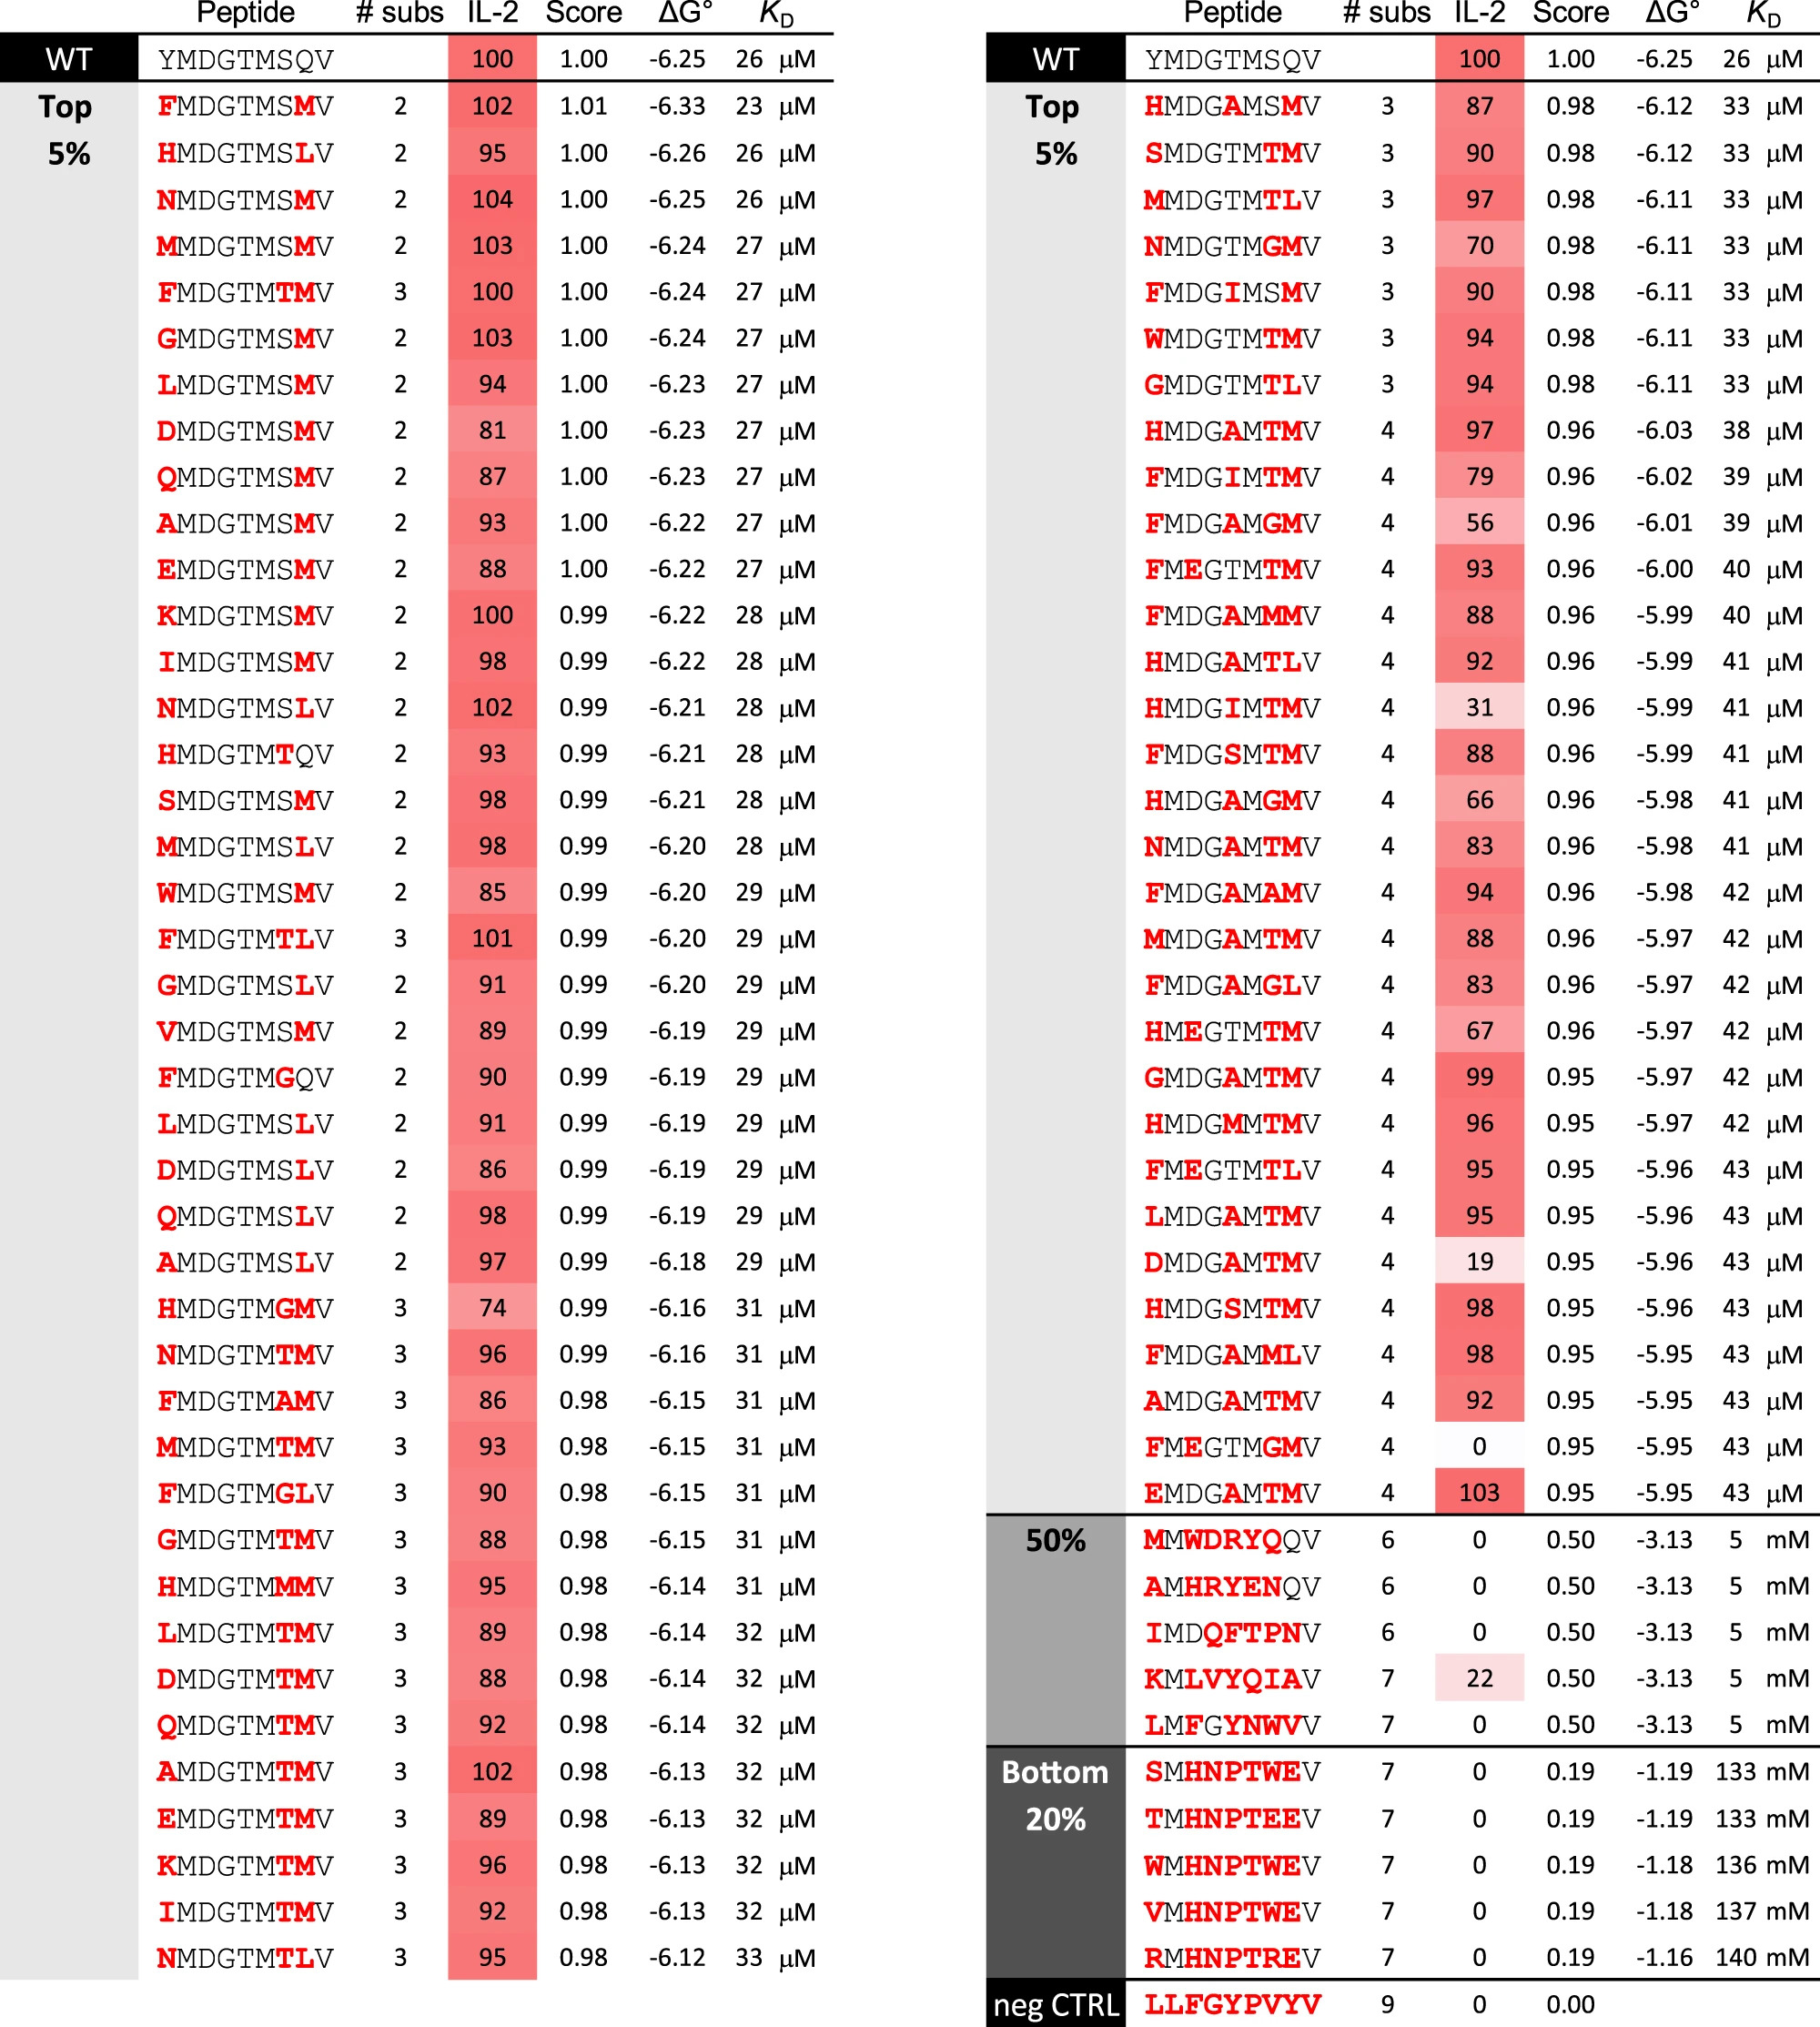 Peptide # subs IL-2 Score ΔG° KD
WT YMDGTMSQV 100 1.00 -6.25 26 μM
Top FMDGTMSMV 2 102 1.01 -6.33 23 μM
5% HMDGTMSLV 2 95 1.00 -6.26 26 μM
NMDGTMSMV 2 104 1.00 -6.25 26 μM
MMDGTMSMV 2 103 1.00 -6.24 27 μM
FMDGTMTMV 3 100 1.00 -6.24 27 μM
GMDGTMSMV 2 103 1.00 -6.24 27 μM
LMDGTMSMV 2 94 1.00 -6.23 27 μM
DMDGTMSMV 2 81 1.00 -6.23 27 μM
QMDGTMSMV 2 87 1.00 -6.23 27 μM
AMDGTMSMV 2 93 1.00 -6.22 27 μM
EMDGTMSMV 2 88 1.00 -6.22 27 μM
KMDGTMSMV 2 100 0.99 -6.22 28 μM
IMDGTMSMV 2 98 0.99 -6.22 28 μM
NMDGTMSLV 2 102 0.99 -6.21 28 μM
HMDGTMTQV 2 93 0.99 -6.21 28 μM
SMDGTMSMV 2 98 0.99 -6.21 28 μM
MMDGTMSLV 2 98 0.99 -6.20 28 μM
WMDGTMSMV 2 85 0.99 -6.20 29 μM
FMDGTMTLV 3 101 0.99 -6.20 29 μM
GMDGTMSLV 2 91 0.99 -6.20 29 μM
VMDGTMSMV 2 89 0.99 -6.19 29 μM
FMDGTMGQV 2 90 0.99 -6.19 29 μM
LMDGTMSLV 2 91 0.99 -6.19 29 μM
DMDGTMSLV 2 86 0.99 -6.19 29 μM
QMDGTMSLV 2 98 0.99 -6.19 29 μM
AMDGTMSLV 2 97 0.99 -6.18 29 μM
HMDGTMGMV 3 74 0.99 -6.16 31 μM
NMDGTMTMV 3 96 0.99 -6.16 31 μM
FMDGTMAMV 3 86 0.98 -6.15 31 μM
MMDGTMTMV 3 93 0.98 -6.15 31 μM
FMDGTMGLV 3 90 0.98 -6.15 31 μM
GMDGTMTMV 3 88 0.98 -6.15 31 μM
HMDGTMMMV 3 95 0.98 -6.14 31 μM
LMDGTMTMV 3 89 0.98 -6.14 32 μM
DMDGTMTMV 3 88 0.98 -6.14 32 μM
QMDGTMTMV 3 92 0.98 -6.14 32 μM
AMDGTMTMV 3 102 0.98 -6.13 32 μM
EMDGTMTMV 3 89 0.98 -6.13 32 μM
KMDGTMTMV 3 96 0.98 -6.13 32 μM
IMDGTMTMV 3 92 0.98 -6.13 32 μM
NMDGTMTLV 3 95 0.98 -6.12 33 μM
Peptide # subs IL-2 Score ΔG° KD
WT YMDGTMSQV 100 1.00 -6.25 26 μM
Top HMDGAMSMV 3 87 0.98 -6.12 33 μM
5% SMDGTMTMV 3 90 0.98 -6.12 33 μM
MMDGTMTLV 3 97 0.98 -6.11 33 μM
NMDGTMGMV 3 70 0.98 -6.11 33 μM
FMDGIMSMV 3 90 0.98 -6.11 33 μM
WMDGTMTMV 3 94 0.98 -6.11 33 μM
GMDGTMTLV 3 94 0.98 -6.11 33 μM
HMDGAMTMV 4 97 0.96 -6.03 38 μM
FMDGIMTMV 4 79 0.96 -6.02 39 μM
FMDGAMGMV 4 56 0.96 -6.01 39 μM
FMEGTMTMV 4 93 0.96 -6.00 40 μM
FMDGAMMMV 4 88 0.96 -5.99 40 μM
HMDGAMTLV 4 92 0.96 -5.99 41 μM
HMDGIMTMV 4 31 0.96 -5.99 41 μM
FMDGSMTMV 4 88 0.96 -5.99 41 μM
HMDGAMGMV 4 66 0.96 -5.98 41 μM
NMDGAMTMV 4 83 0.96 -5.98 41 μM
FMDGAMAMV 4 94 0.96 -5.98 42 μM
MMDGAMTMV 4 88 0.96 -5.97 42 μM
FMDGAMGLV 4 83 0.96 -5.97 42 μM
HMEGTMTMV 4 67 0.96 -5.97 42 μM
GMDGAMTMV 4 99 0.95 -5.97 42 μM
HMDGMMTMV 4 96 0.95 -5.97 42 μM
FMEGTMTLV 4 95 0.95 -5.96 43 μM
LMDGAMTMV 4 95 0.95 -5.96 43 μM
DMDGAMTMV 4 19 0.95 -5.96 43 μM
HMDGSMTMV 4 98 0.95 -5.96 43 μM
FMDGAMMLV 4 98 0.95 -5.95 43 μM
AMDGAMTMV 4 92 0.95 -5.95 43 μM
FMEGTMGMV 4 0 0.95 -5.95 43 μM
EMDGAMTMV 4 103 0.95 -5.95 43 μM
50% MMWDRYQQV 6 0 0.50 -3.13 5 mM
AMHRYENQV 6 0 0.50 -3.13 5 mM
IMDQFTPNV 6 0 0.50 -3.13 5 mM
KMLVYQIAV 7 22 0.50 -3.13 5 mM
LMFGYNWVV 7 0 0.50 -3.13 5 mM
Bottom SMHNPTWEV 7 0 0.19 -1.19 133 mM
20% TMHNPTEEV 7 0 0.19 -1.19 133 mM
WMHNPTWEV 7 0 0.19 -1.18 136 mM
VMHNPTWEV 7 0 0.19 -1.18 137 mM
RMHNPTREV 7 0 0.19 -1.16 140 mM
neg CTRL LLFGYPVYV 9 0 0.00